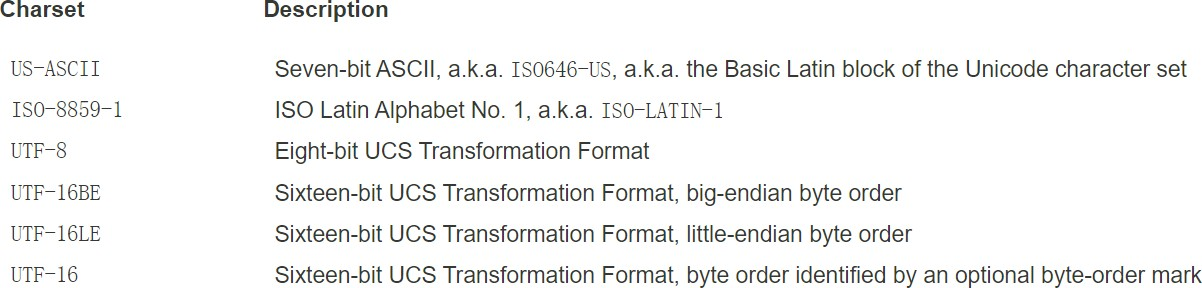 Charset Description
US-ASCII Seven-bit ASCII, a.k.a. ISO646-US, a.k.a. the Basic Latin block of the Unicode character set
ISO-8859-1 ISO Latin Alphabet No. 1, a.k.a. ISO-LATIN-1
UTF-8 Eight-bit UCS Transformation Format
UTF-16BE Sixteen-bit UCS Transformation Format, big-endian byte order
UTF-16LE Sixteen-bit UCS Transformation Format, little-endian byte order
UTF-16 Sixteen-bit UCS Transformation Format, byte order identified by an optional byte-order mark